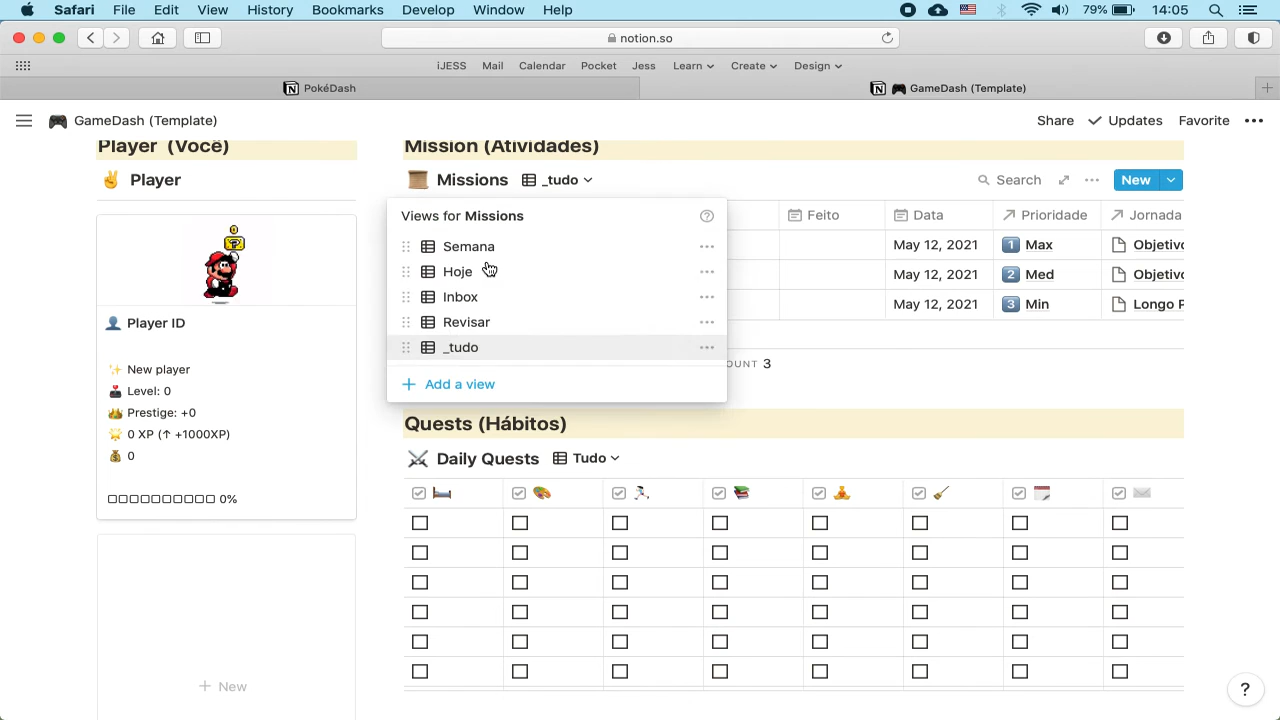 Safari File Edit View History Bookmarks Develop Window Help 79% 14:05
notion.so
iJESS Mail Calendar Pocket Jess Learn Create Design
PokéDash
GameDash (Template)
GameDash (Template) Share Updates Favorite
Player (Você)
Player
Player ID
New player
Level: 0
Prestige: +0
0 XP (↑ +1000XP)
0
0%
New
Mission (Atividades)
Missions _tudo Search New
Views for Missions
Semana
Hoje
Inbox
Revisar
_tudo
Add a view
Feito Data Prioridade Jornada
May 12, 2021 1 Max Objetivo
May 12, 2021 2 Med Objetivo
May 12, 2021 3 Min Longo P
OUNT 3
Quests (Hábitos)
Daily Quests Tudo
?